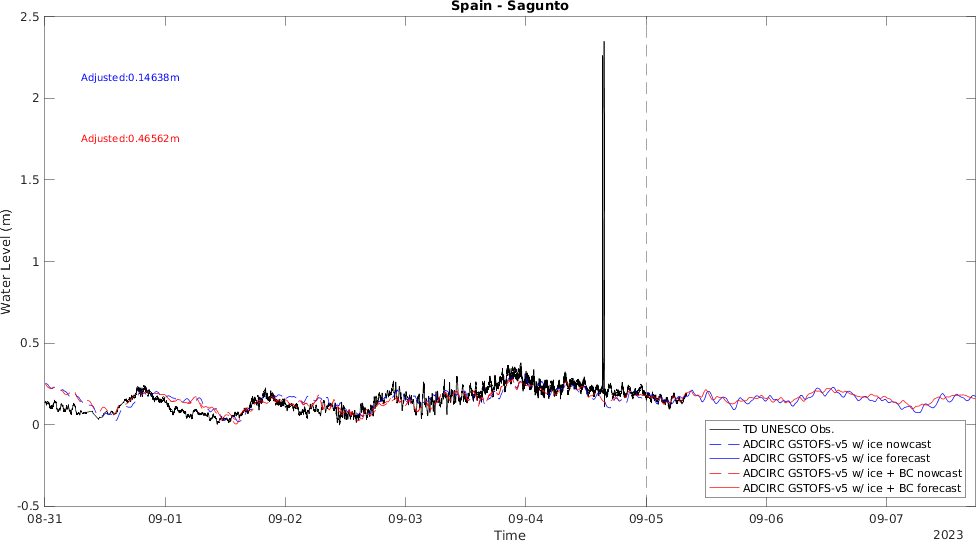 Spain - Sagunto
2.5
2
1.5
1
0.5
0
-0.5
Water Level (m)
Adjusted:0.14638m
Adjusted:0.46562m
TD UNESCO Obs.
ADCIRC GSTOFS-v5 w/ ice nowcast
ADCIRC GSTOFS-v5 w/ ice forecast
ADCIRC GSTOFS-v5 w/ ice + BC nowcast
ADCIRC GSTOFS-v5 w/ ice + BC forecast
08-31 09-01 09-02 09-03 09-04 09-05 09-06 09-07
Time
2023